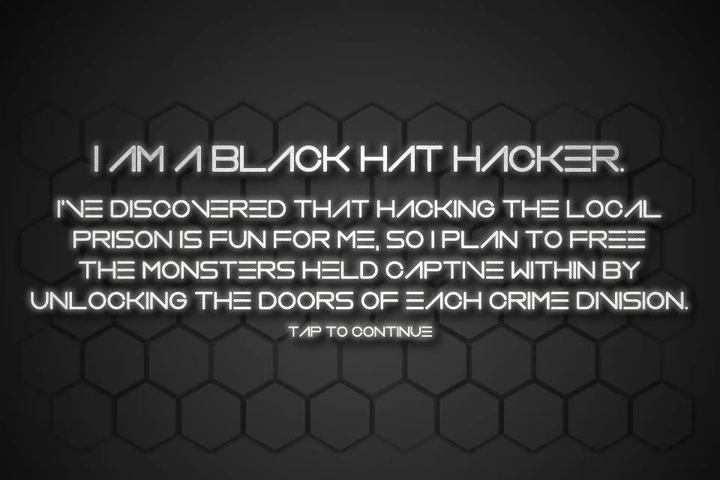 I AM A BLACK HAT HACKER.
I'VE DISCOVERED THAT HACKING THE LOCAL
PRISON IS FUN FOR ME, SO I PLAN TO FREE
THE MONSTERS HELD CAPTIVE WITHIN BY
UNLOCKING THE DOORS OF EACH CRIME DIVISION.
TAP TO CONTINUE